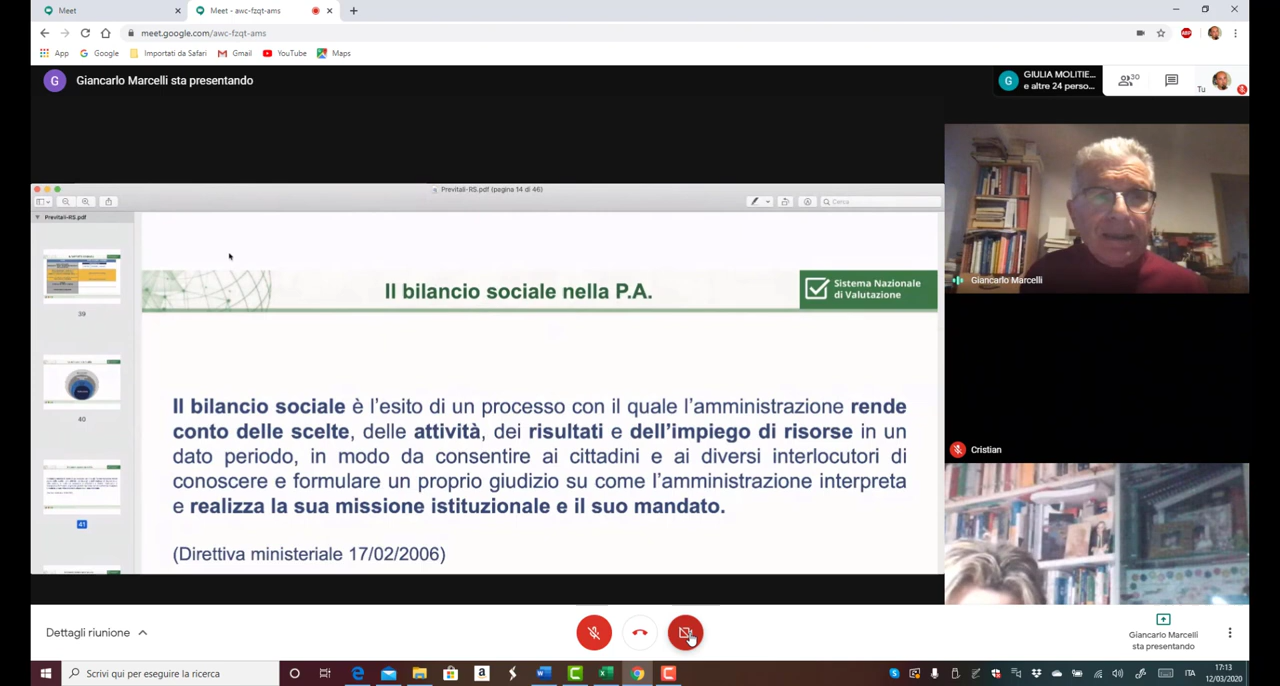 Meet
Meet - awc-fzqt-ams
meet.google.com/awc-fzqt-ams
App Google Importati da Safari Gmail YouTube Maps
G Giancarlo Marcelli sta presentando
G GIULIA MOLITIE...
e altre 24 perso...
30
Tu
Previtali-RS.pdf (pagina 14 di 46)
Cerca
Previtali-RS.pdf
39
40
41
Il bilancio sociale nella P.A.
Sistema Nazionale
di Valutazione
Il bilancio sociale è l'esito di un processo con il quale l'amministrazione rende
conto delle scelte, delle attività, dei risultati e dell'impiego di risorse in un
dato periodo, in modo da consentire ai cittadini e ai diversi interlocutori di
conoscere e formulare un proprio giudizio su come l'amministrazione interpreta
e realizza la sua missione istituzionale e il suo mandato.
(Direttiva ministeriale 17/02/2006)
Giancarlo Marcelli
Cristian
Dettagli riunione
Giancarlo Marcelli
sta presentando
Scrivi qui per eseguire la ricerca
ITA
17:13
12/03/2020